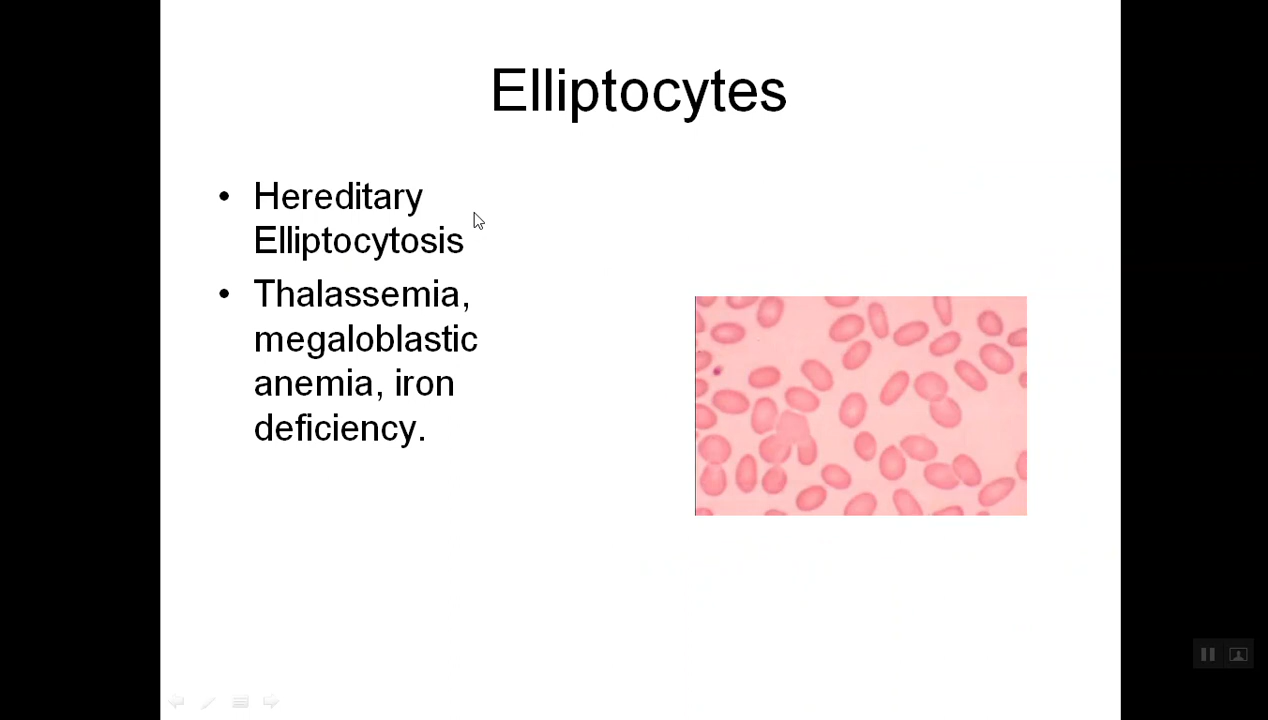 Elliptocytes
• Hereditary
Elliptocytosis
• Thalassemia,
megaloblastic
anemia, iron
deficiency.